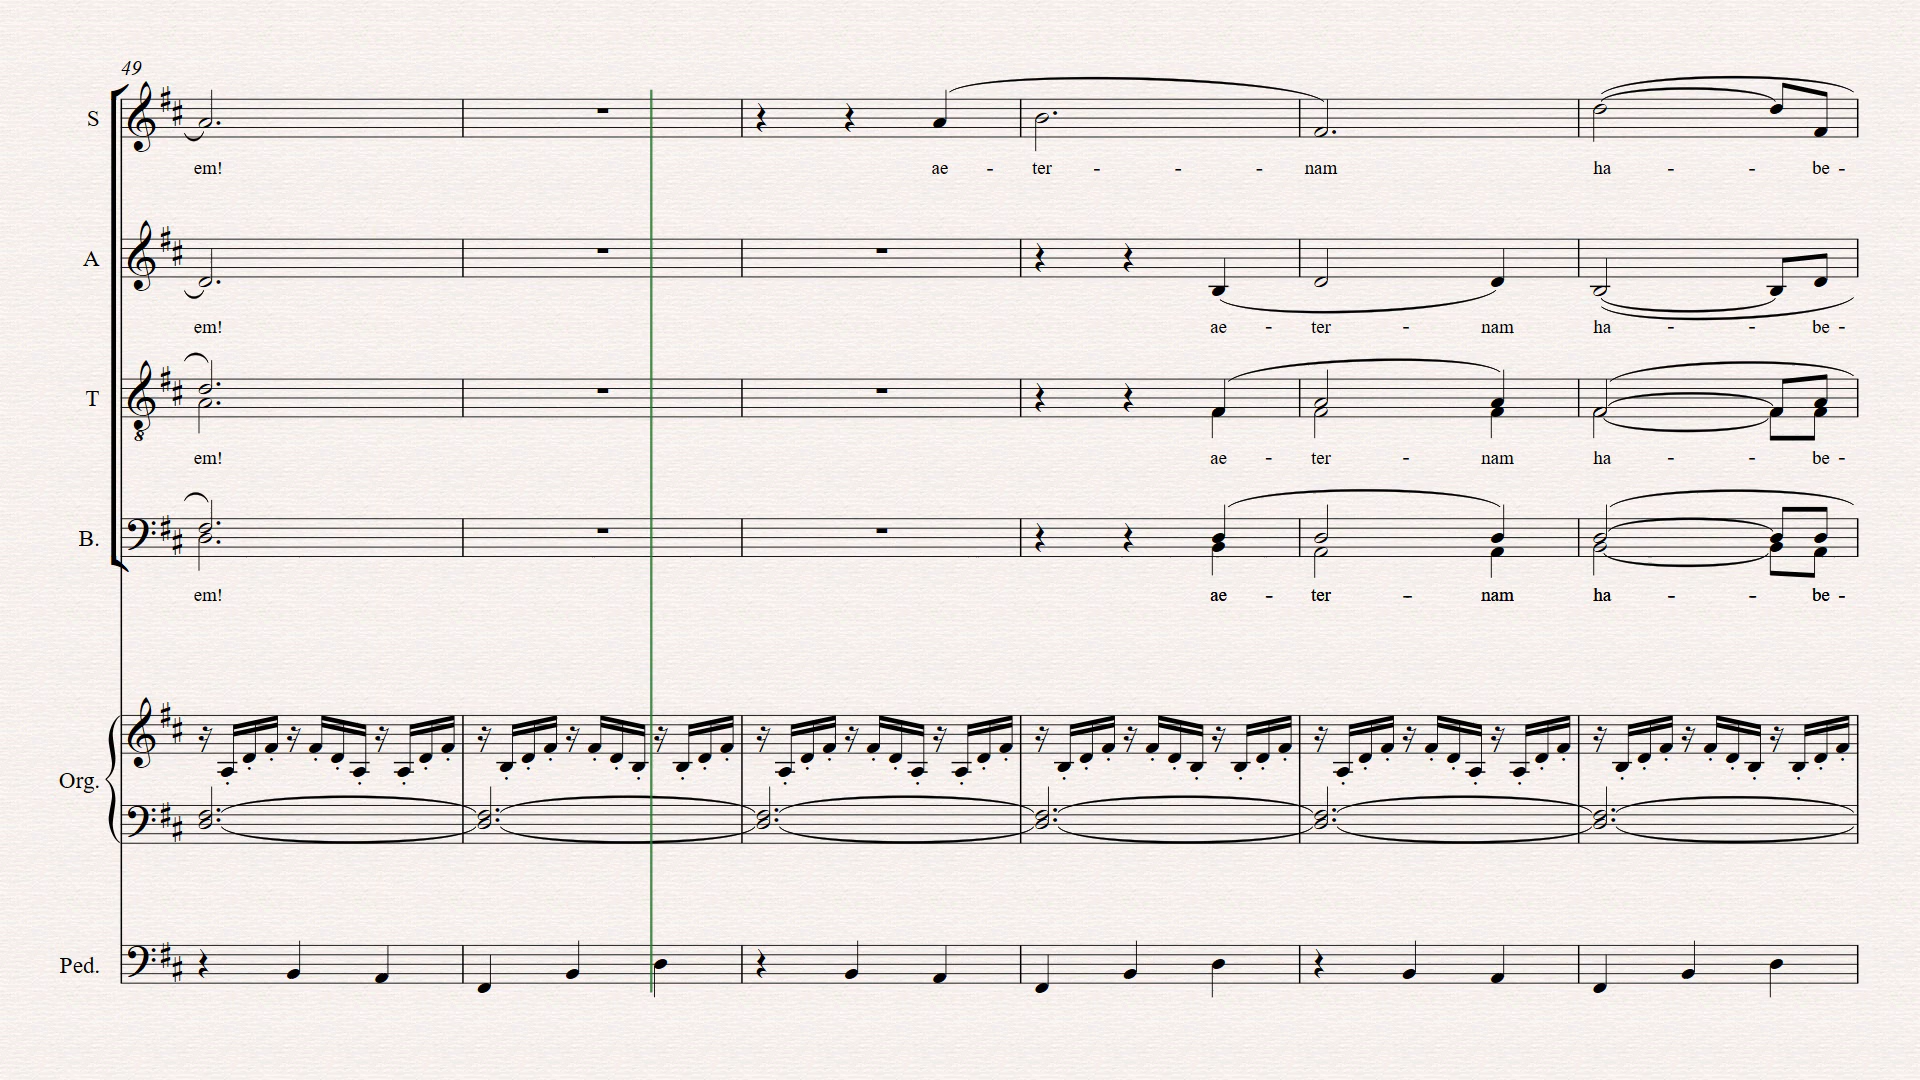 49
S
em! ae - ter - - - nam ha - - be -
A
em! ae - ter - nam ha - - be -
T
8
em! ae - ter - nam ha - - be -
B.
em! ae - ter - nam ha - - be -
Org.
Ped.